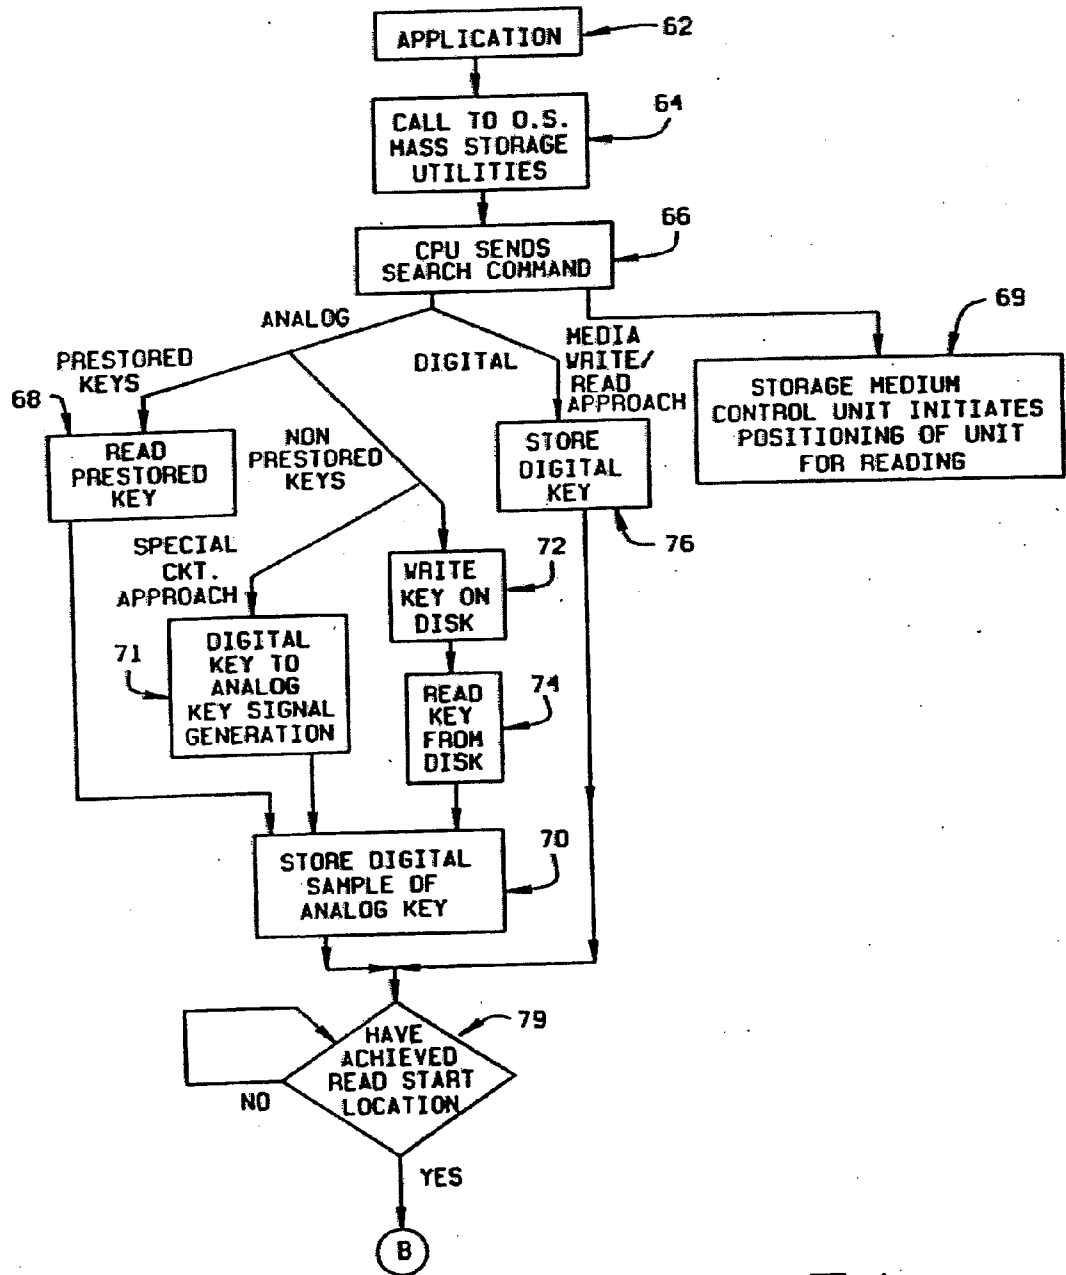 APPLICATION
62
CALL TO O.S.
MASS STORAGE
UTILITIES
64
CPU SENDS
SEARCH COMMAND
66
ANALOG
DIGITAL
MEDIA
WRITE/
READ
APPROACH
69
STORAGE MEDIUM
CONTROL UNIT INITIATES
POSITIONING OF UNIT
FOR READING
PRESTORED
KEYS
68
READ
PRESTORED
KEY
NON
PRESTORED
KEYS
STORE
DIGITAL
KEY
76
SPECIAL
CKT.
APPROACH
72
WRITE
KEY ON
DISK
71
DIGITAL
KEY TO
ANALOG
KEY SIGNAL
GENERATION
74
READ
KEY
FROM
DISK
70
STORE DIGITAL
SAMPLE OF
ANALOG KEY
79
HAVE
ACHIEVED
READ START
LOCATION
NO
YES
B